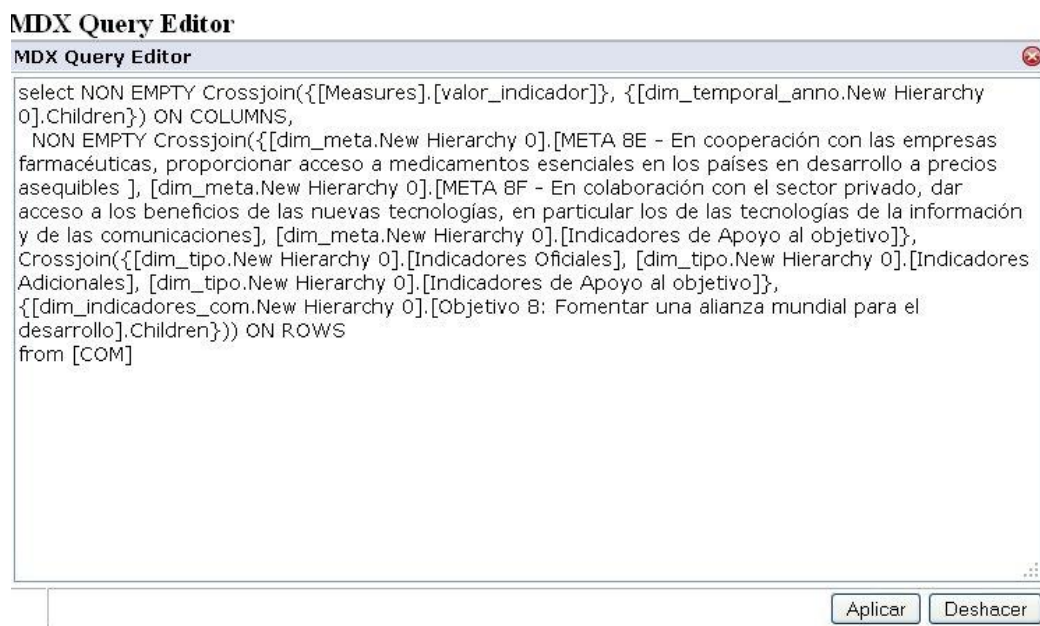 MDX Query Editor
MDX Query Editor
select NON EMPTY Crossjoin({[Measures].[valor_indicador]}, {[dim_temporal_anno.New Hierarchy
0].Children}) ON COLUMNS,
NON EMPTY Crossjoin({[dim_meta.New Hierarchy 0].[META 8E - En cooperación con las empresas
farmacéuticas, proporcionar acceso a medicamentos esenciales en los países en desarrollo a precios
asequibles ], [dim_meta.New Hierarchy 0].[META 8F - En colaboración con el sector privado, dar
acceso a los beneficios de las nuevas tecnologías, en particular los de las tecnologías de la información
y de las comunicaciones], [dim_meta.New Hierarchy 0].[Indicadores de Apoyo al objetivo]},
Crossjoin({[dim_tipo.New Hierarchy 0].[Indicadores Oficiales], [dim_tipo.New Hierarchy 0].[Indicadores
Adicionales], [dim_tipo.New Hierarchy 0].[Indicadores de Apoyo al objetivo]},
{[dim_indicadores_com.New Hierarchy 0].[Objetivo 8: Fomentar una alianza mundial para el
desarrollo].Children})) ON ROWS
from [COM]
Aplicar Deshacer